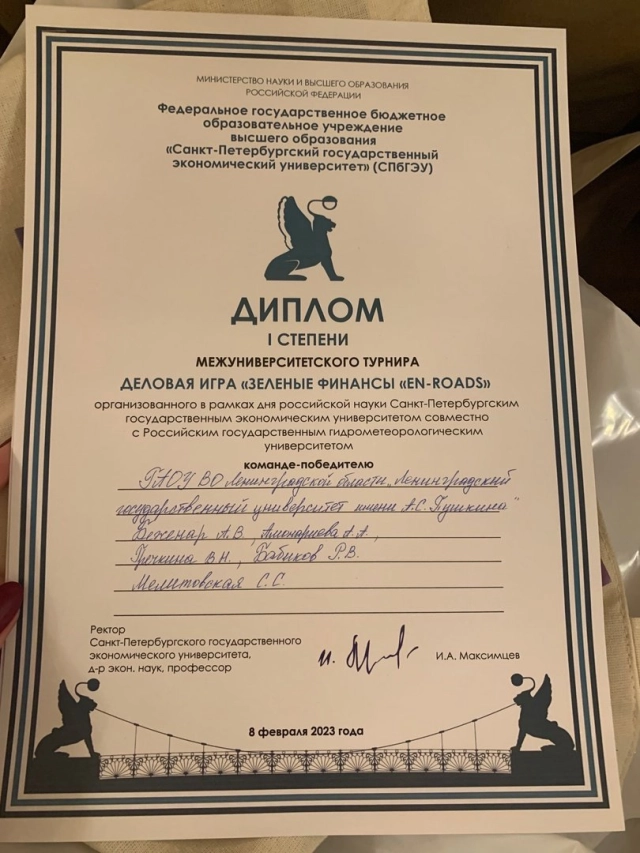 МИНИСТЕРСТВО НАУКИ И ВЫСШЕГО ОБРАЗОВАНИЯ
РОССИЙСКОЙ ФЕДЕРАЦИИ
Федеральное государственное бюджетное
образовательное учреждение
высшего образования
«Санкт-Петербургский государственный
экономический университет» (СПбГЭУ)
ДИПЛОМ
I СТЕПЕНИ
МЕЖУНИВЕРСИТЕТСКОГО ТУРНИРА
ДЕЛОВАЯ ИГРА «ЗЕЛЕНЫЕ ФИНАНСЫ «EN-ROADS»
организованного в рамках дня российской науки Санкт-Петербургским
государственным экономическим университетом совместно
с Российским государственным гидрометеорологическим
университетом
команде-победителю
ГАОУ ВО Ленинградской области „Ленинградский
государственный университет имени А.С. Пушкина"
Беженар А.В., А.А.,
Гречкина В.Н., Бабиков Р.В.
Мелитовская С.С.
Ректор
Санкт-Петербургского государственного
экономического университета,
д-р экон. наук, профессор
И.А. Максимцев
8 февраля 2023 года